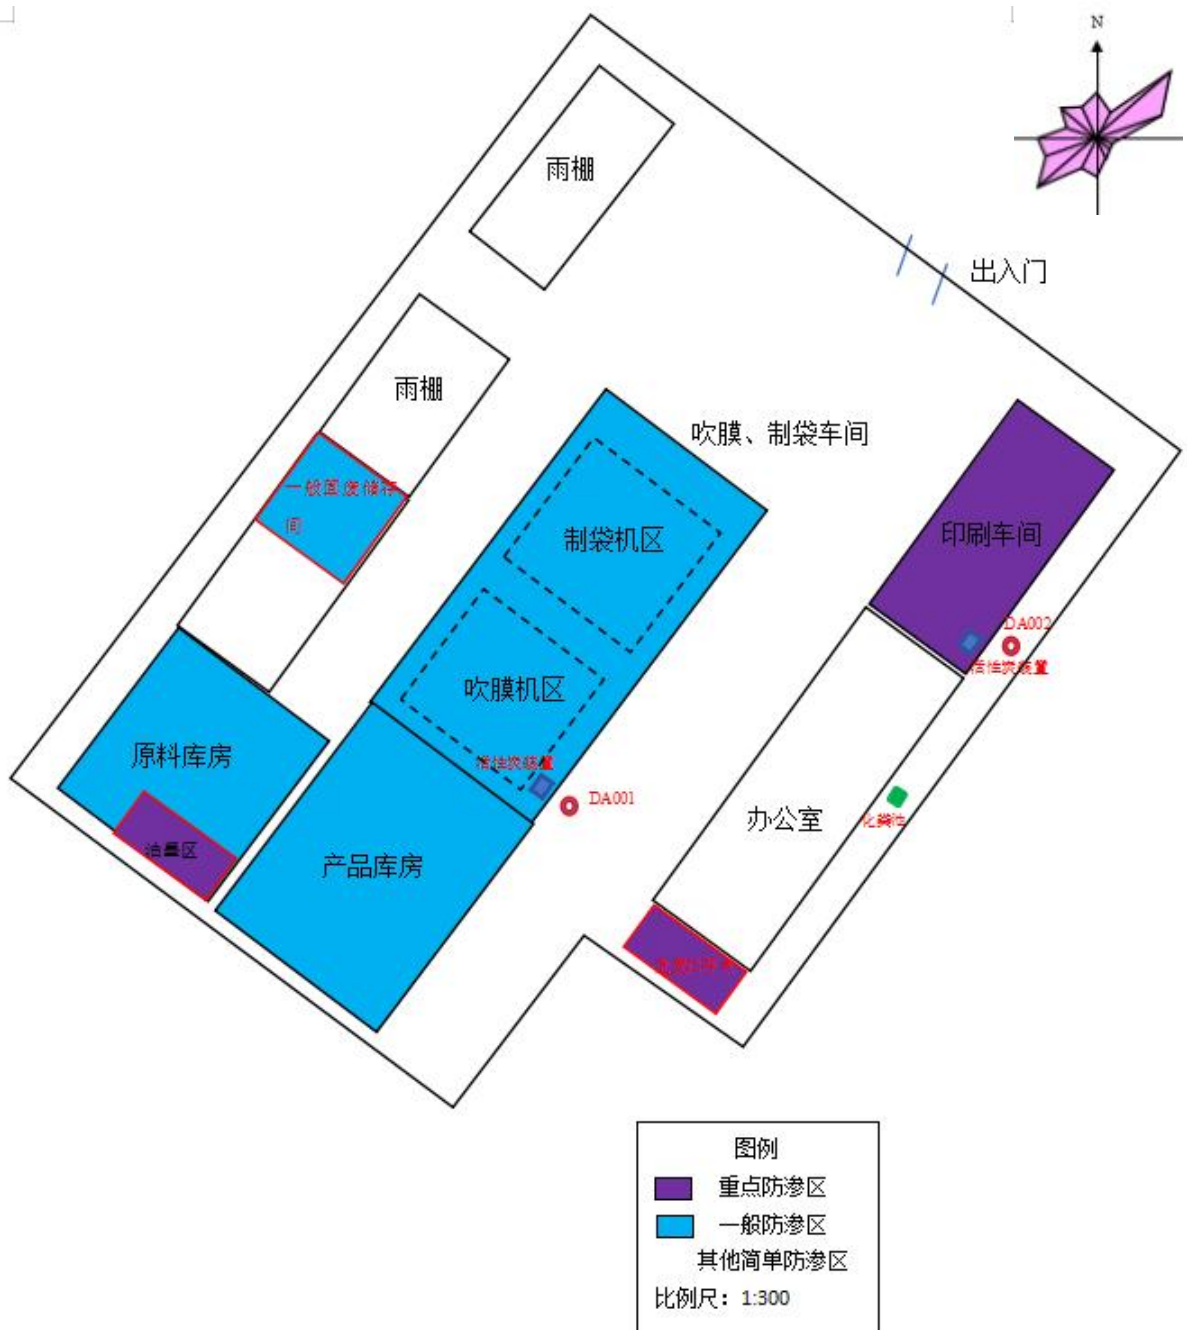 N
雨棚
出入门
雨棚
吹膜、制袋车间
一般固废储存
间
制袋机区
印刷车间
DA002
活性炭装置
吹膜机区
原料库房
活性炭装置
DA001
办公室
化粪池
油墨区
产品库房
图例
重点防渗区
一般防渗区
其他简单防渗区
比例尺：1:300